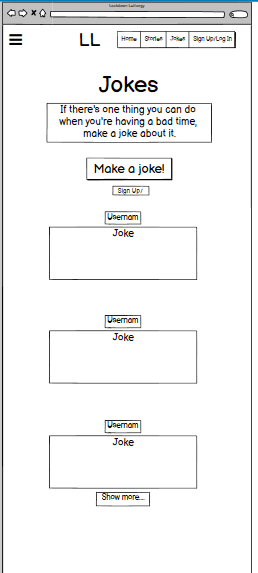 Lockdown Lethargy
LL
Home Stories Jokes Sign Up/Log In
Jokes
If there's one thing you can do
when you're having a bad time,
make a joke about it.
Make a joke!
Sign Up/
Usernam
Joke
Usernam
Joke
Usernam
Joke
Show more...